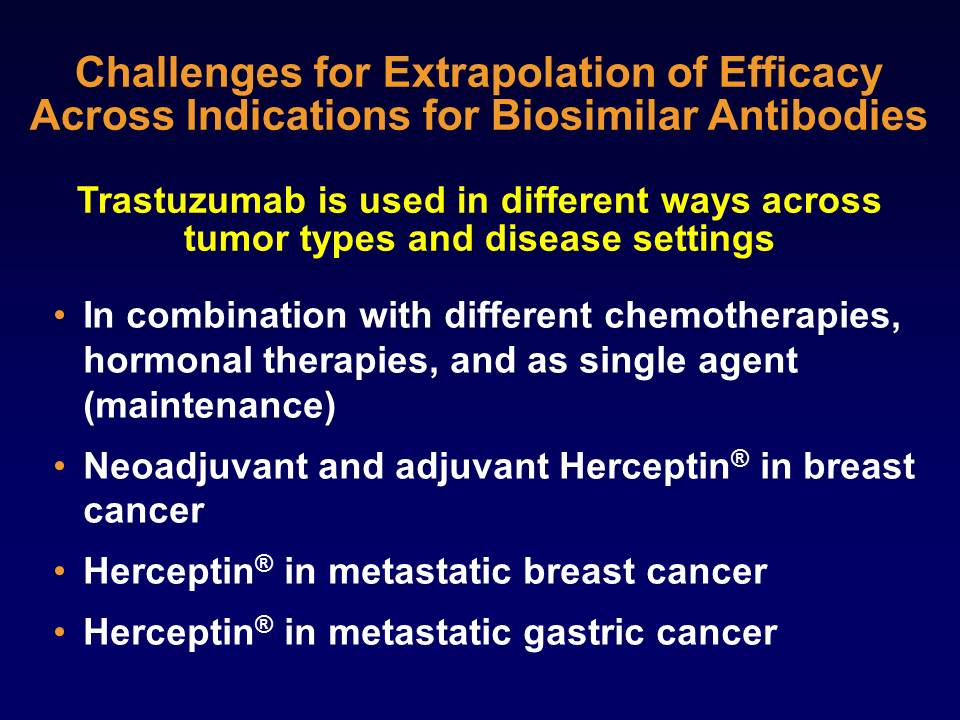 Challenges for Extrapolation of Efficacy
Across Indications for Biosimilar Antibodies
Trastuzumab is used in different ways across
tumor types and disease settings
• In combination with different chemotherapies,
hormonal therapies, and as single agent
(maintenance)
• Neoadjuvant and adjuvant Herceptin® in breast
cancer
• Herceptin® in metastatic breast cancer
• Herceptin® in metastatic gastric cancer